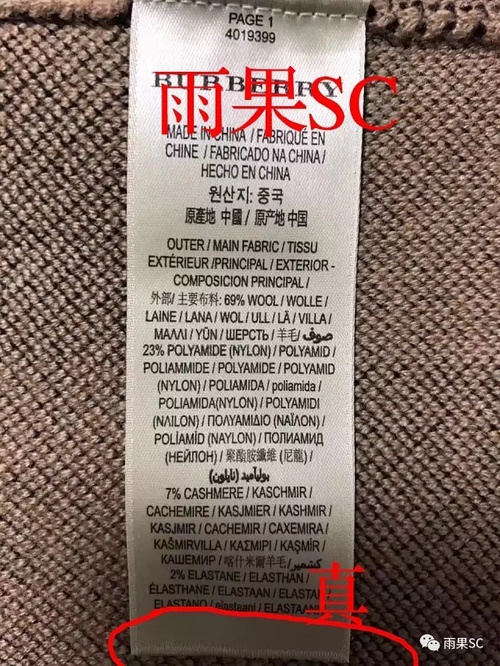 PAGE 1
4019399
BURBERRY
雨果SC
MADE IN CHINA / FABRIQUÉ EN
CHINE / FABRICADO NA CHINA /
HECHO EN CHINA
원산지: 중국
原產地 中國 / 原产地 中国
OUTER / MAIN FABRIC / TISSU
EXTÉRIEUR /PRINCIPAL / EXTERIOR -
COMPOSICION PRINCIPAL /
外部/ 主要布料: 69% WOOL / WOLLE /
LAINE / LANA / WOL / ULL / LÃ / VILLA /
ΜΑΛΛΙ / YÜN / ШЕРСТЬ / 羊毛 / صوف /
23% POLYAMIDE (NYLON) / POLYAMID /
POLIAMMIDE / POLYAMIDE / POLYAMID
(NYLON) / POLIAMIDA / poliamida /
POLIAMIDA(NYLON) / POLYAMIDI
(NAILON) / ΠΟΛΥΑΜΙΔΙΟ (ΝΑΪΛΟΝ) /
POLİAMİD (NAYLON) / ПОЛИАМИД
(НЕЙЛОН) / 聚酰胺纖維 (尼龍) /
بوليآميد (نايلون)
7% CASHMERE / KASCHMIR /
CACHEMIRE / KASJMIER / KASHMIR /
KASJMIR / CACHEMIR / CAXEMIRA /
KAŠMIRVILLA / ΚΑΣΜΙΡΙ / KAŞMİR /
КАШЕМИР / 喀什米爾羊毛 / كشمير /
2% ELASTANE / ELASTHAN /
ÉLASTHANE / ELASTAAN / ELASTAN
ELASTANO / elastaani / ELASTANO
真
雨果SC